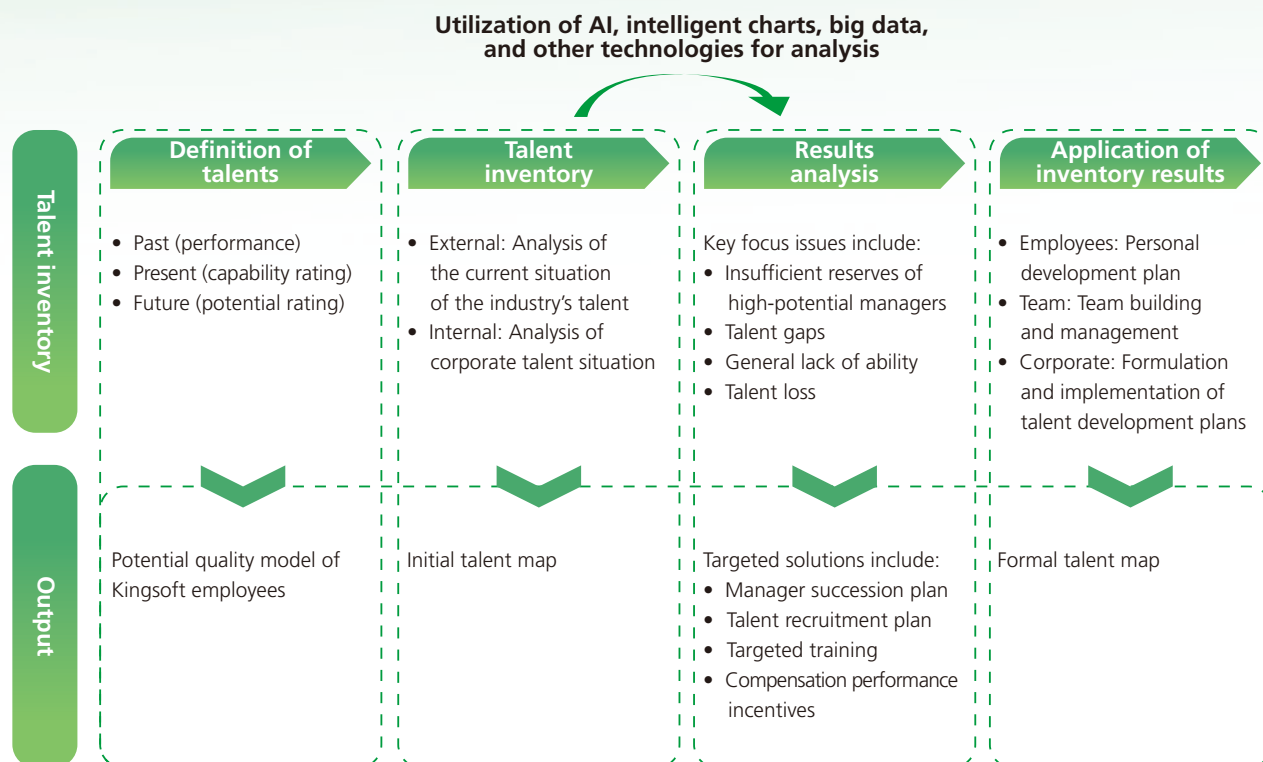 Utilization of AI, intelligent charts, big data,
and other technologies for analysis
Talent inventory
Definition of
talents
• Past (performance)
• Present (capability rating)
• Future (potential rating)
Talent
inventory
• External: Analysis of
the current situation
of the industry’s talent
• Internal: Analysis of
corporate talent situation
Results
analysis
Key focus issues include:
• Insufficient reserves of
high-potential managers
• Talent gaps
• General lack of ability
• Talent loss
Application of
inventory results
• Employees: Personal
development plan
• Team: Team building
and management
• Corporate: Formulation
and implementation of
talent development plans
Output
Potential quality model of
Kingsoft employees
Initial talent map
Targeted solutions include:
• Manager succession plan
• Talent recruitment plan
• Targeted training
• Compensation performance
incentives
Formal talent map